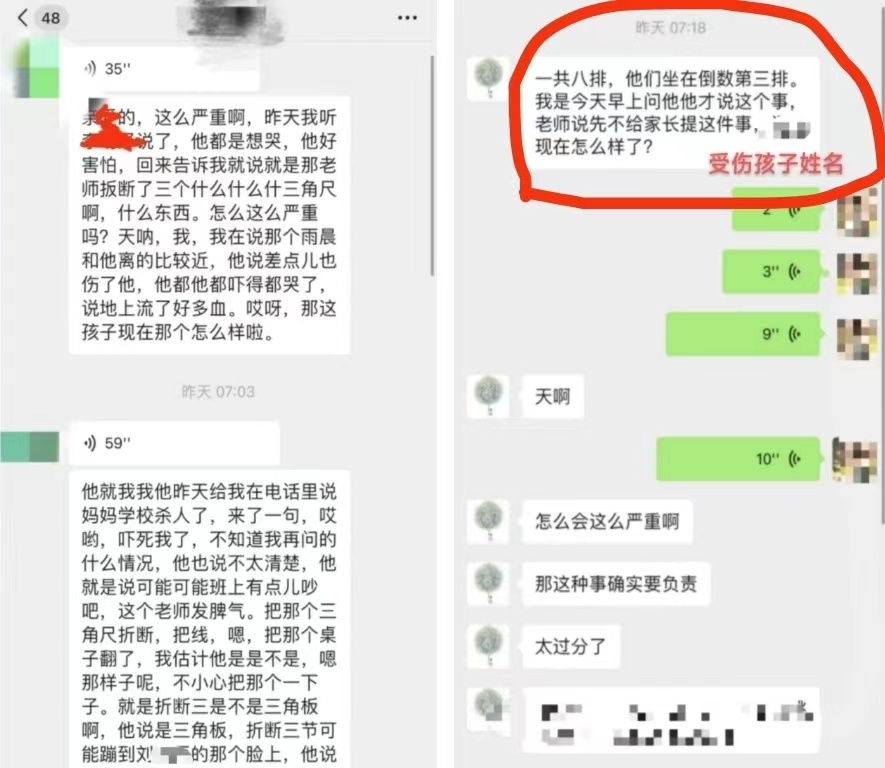 48
35''
的，这么严重啊，昨天我听
说了，他都是想哭，他好
害怕，回来告诉我就说就是那老
师扳断了三个什么什么什三角尺
啊，什么东西。怎么这么严重
吗？天呐，我，我在说那个雨晨
和他离的比较近，他说差点儿也
伤了他，他都他都吓得都哭了，
说地上流了好多血。哎呀，那这
孩子现在那个怎么样啦。
昨天 07:03
59''
他就我我他昨天给我在电话里说
妈妈学校杀人了，来了一句，哎
哟，吓死我了，不知道我再问的
什么情况，他也说不太清楚，他
就是说可能可能班上有点儿吵
吧，这个老师发脾气。把那个三
角尺折断，把线，嗯，把那个桌
子翻了，我估计他是是不是，嗯
那样子呢，不小心把那个一下
子。就是折断三是不是三角板
啊，他说是三角板，折断三节可
能蹦到刘的那个脸上，他说
昨天 07:18
一共八排，他们坐在倒数第三排。
我是今天早上问他他才说这个事，
老师说先不给家长提这件事，
现在怎么样了？
受伤孩子姓名
2''
3''
9''
天啊
10''
怎么会这么严重啊
那这种事确实要负责
太过分了